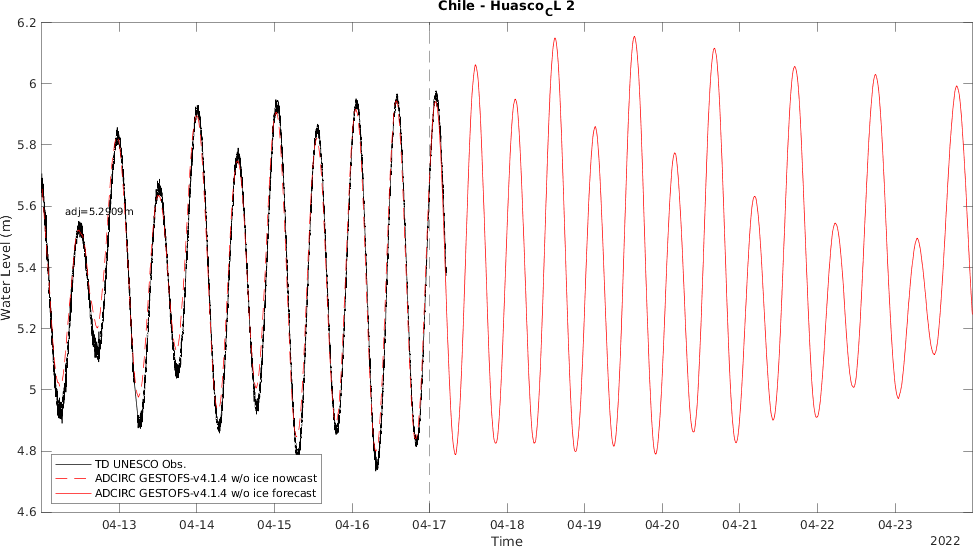 Chile - Huasco_CL 2
6.2
6
5.8
5.6
5.4
5.2
5
4.8
4.6
Water Level (m)
adj=5.2909m
TD UNESCO Obs.
ADCIRC GESTOFS-v4.1.4 w/o ice nowcast
ADCIRC GESTOFS-v4.1.4 w/o ice forecast
04-13 04-14 04-15 04-16 04-17 04-18 04-19 04-20 04-21 04-22 04-23
Time
2022